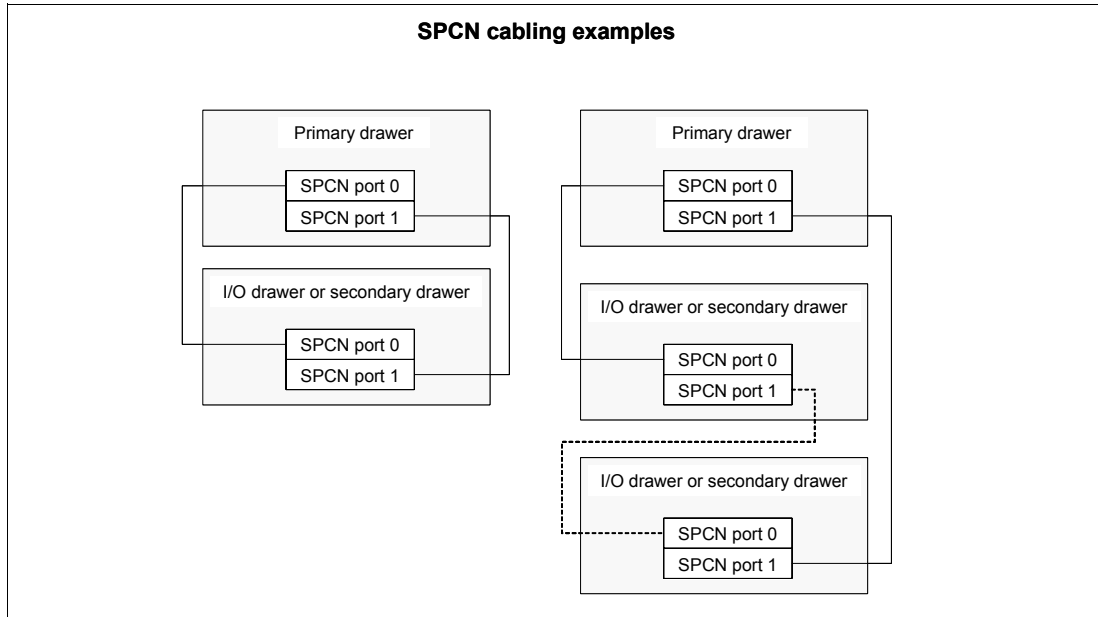 SPCN cabling examples
Primary drawer
SPCN port 0
SPCN port 1
I/O drawer or secondary drawer
SPCN port 0
SPCN port 1
Primary drawer
SPCN port 0
SPCN port 1
I/O drawer or secondary drawer
SPCN port 0
SPCN port 1
I/O drawer or secondary drawer
SPCN port 0
SPCN port 1